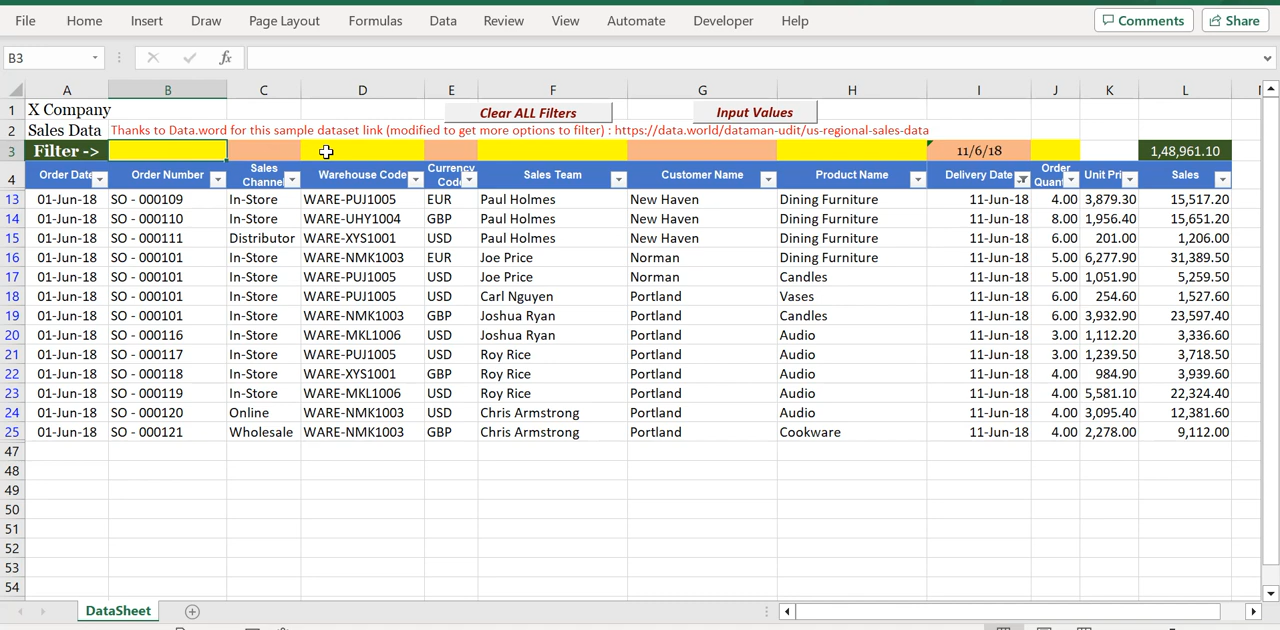 File Home Insert Draw Page Layout Formulas Data Review View Automate Developer Help Comments Share
B3 fx
A B C D E F G H I J K L
1 X Company Clear ALL Filters Input Values
2 Sales Data Thanks to Data.word for this sample dataset link (modified to get more options to filter) : https://data.world/dataman-udit/us-regional-sales-data
3 Filter -> 11/6/18 1,48,961.10
4 Order Date Order Number Sales Channel Warehouse Code Currency Code Sales Team Customer Name Product Name Delivery Date Order Quant Unit Pri Sales
13 01-Jun-18 SO - 000109 In-Store WARE-PUJ1005 EUR Paul Holmes New Haven Dining Furniture 11-Jun-18 4.00 3,879.30 15,517.20
14 01-Jun-18 SO - 000110 In-Store WARE-UHY1004 GBP Paul Holmes New Haven Dining Furniture 11-Jun-18 8.00 1,956.40 15,651.20
15 01-Jun-18 SO - 000111 Distributor WARE-XYS1001 USD Paul Holmes New Haven Dining Furniture 11-Jun-18 6.00 201.00 1,206.00
16 01-Jun-18 SO - 000101 In-Store WARE-NMK1003 EUR Joe Price Norman Dining Furniture 11-Jun-18 5.00 6,277.90 31,389.50
17 01-Jun-18 SO - 000101 In-Store WARE-PUJ1005 USD Joe Price Norman Candles 11-Jun-18 5.00 1,051.90 5,259.50
18 01-Jun-18 SO - 000101 In-Store WARE-PUJ1005 USD Carl Nguyen Portland Vases 11-Jun-18 6.00 254.60 1,527.60
19 01-Jun-18 SO - 000101 In-Store WARE-NMK1003 GBP Joshua Ryan Portland Candles 11-Jun-18 6.00 3,932.90 23,597.40
20 01-Jun-18 SO - 000116 In-Store WARE-MKL1006 USD Joshua Ryan Portland Audio 11-Jun-18 3.00 1,112.20 3,336.60
21 01-Jun-18 SO - 000117 In-Store WARE-PUJ1005 USD Roy Rice Portland Audio 11-Jun-18 3.00 1,239.50 3,718.50
22 01-Jun-18 SO - 000118 In-Store WARE-XYS1001 GBP Roy Rice Portland Audio 11-Jun-18 4.00 984.90 3,939.60
23 01-Jun-18 SO - 000119 In-Store WARE-MKL1006 USD Roy Rice Portland Audio 11-Jun-18 4.00 5,581.10 22,324.40
24 01-Jun-18 SO - 000120 Online WARE-NMK1003 USD Chris Armstrong Portland Audio 11-Jun-18 4.00 3,095.40 12,381.60
25 01-Jun-18 SO - 000121 Wholesale WARE-NMK1003 GBP Chris Armstrong Portland Cookware 11-Jun-18 4.00 2,278.00 9,112.00
47
48
49
50
51
52
53
54
DataSheet